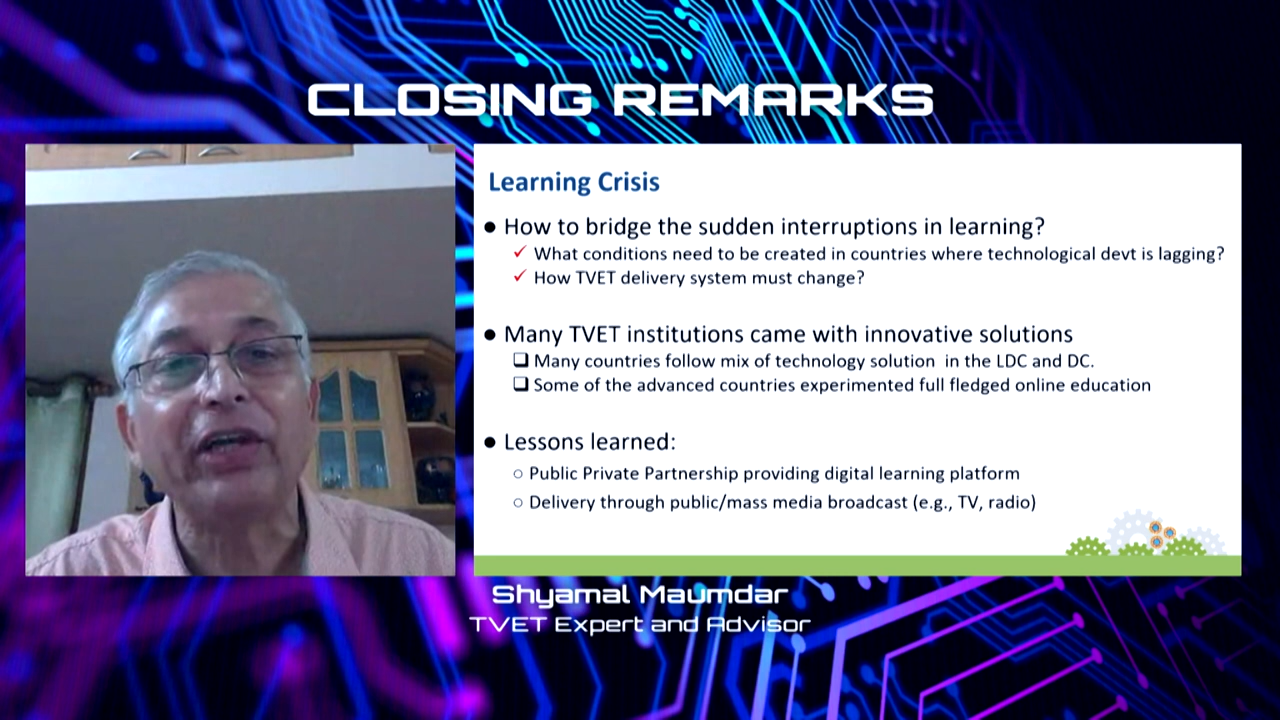 CLOSING REMARKS
Learning Crisis
● How to bridge the sudden interruptions in learning?
✓ What conditions need to be created in countries where technological devt is lagging?
✓ How TVET delivery system must change?
● Many TVET institutions came with innovative solutions
❑ Many countries follow mix of technology solution in the LDC and DC.
❑ Some of the advanced countries experimented full fledged online education
● Lessons learned:
○ Public Private Partnership providing digital learning platform
○ Delivery through public/mass media broadcast (e.g., TV, radio)
Shyamal Maumdar
TVET Expert and Advisor